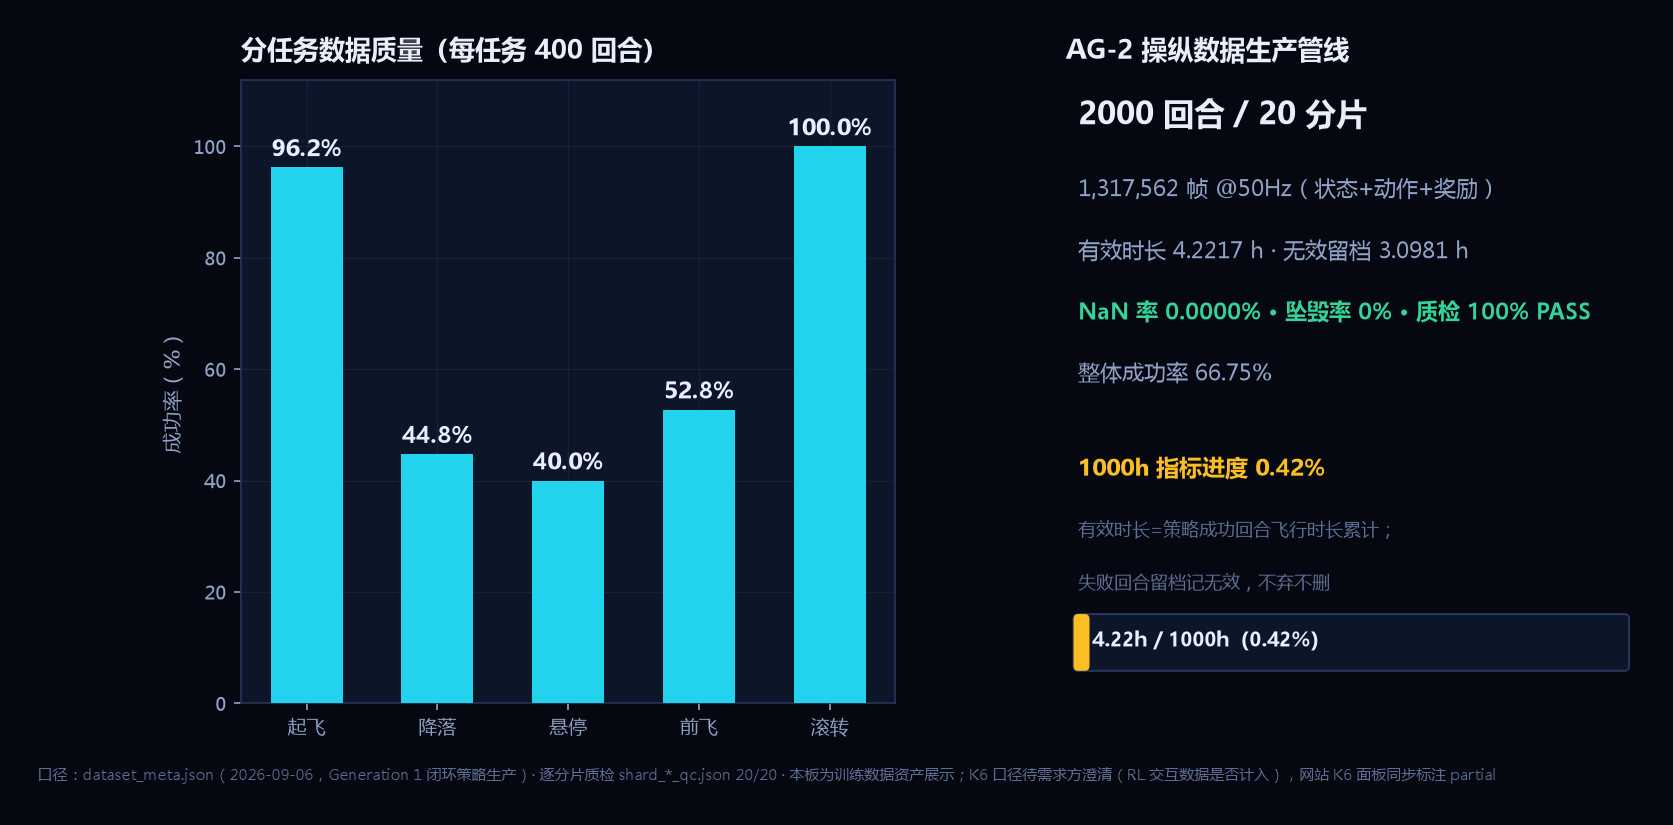 分任务数据质量（每任务 400 回合）
100.0%
96.2%
52.8%
44.8%
40.0%
成功率（%）
100
80
60
40
20
0
起飞 降落 悬停 前飞 滚转
AG-2 操纵数据生产管线
2000 回合 / 20 分片
1,317,562 帧 @50Hz（状态+动作+奖励）
有效时长 4.2217 h · 无效留档 3.0981 h
NaN 率 0.0000% • 坠毁率 0% • 质检 100% PASS
整体成功率 66.75%
1000h 指标进度 0.42%
有效时长=策略成功回合飞行时长累计；
失败回合留档记无效，不弃不删
4.22h / 1000h（0.42%）
口径：dataset_meta.json（2026-09-06，Generation 1 闭环策略生产）· 逐分片质检 shard_*_qc.json 20/20 · 本板为训练数据资产展示；K6 口径待需求方澄清（RL 交互数据是否计入），网站 K6 面板同步标注 partial